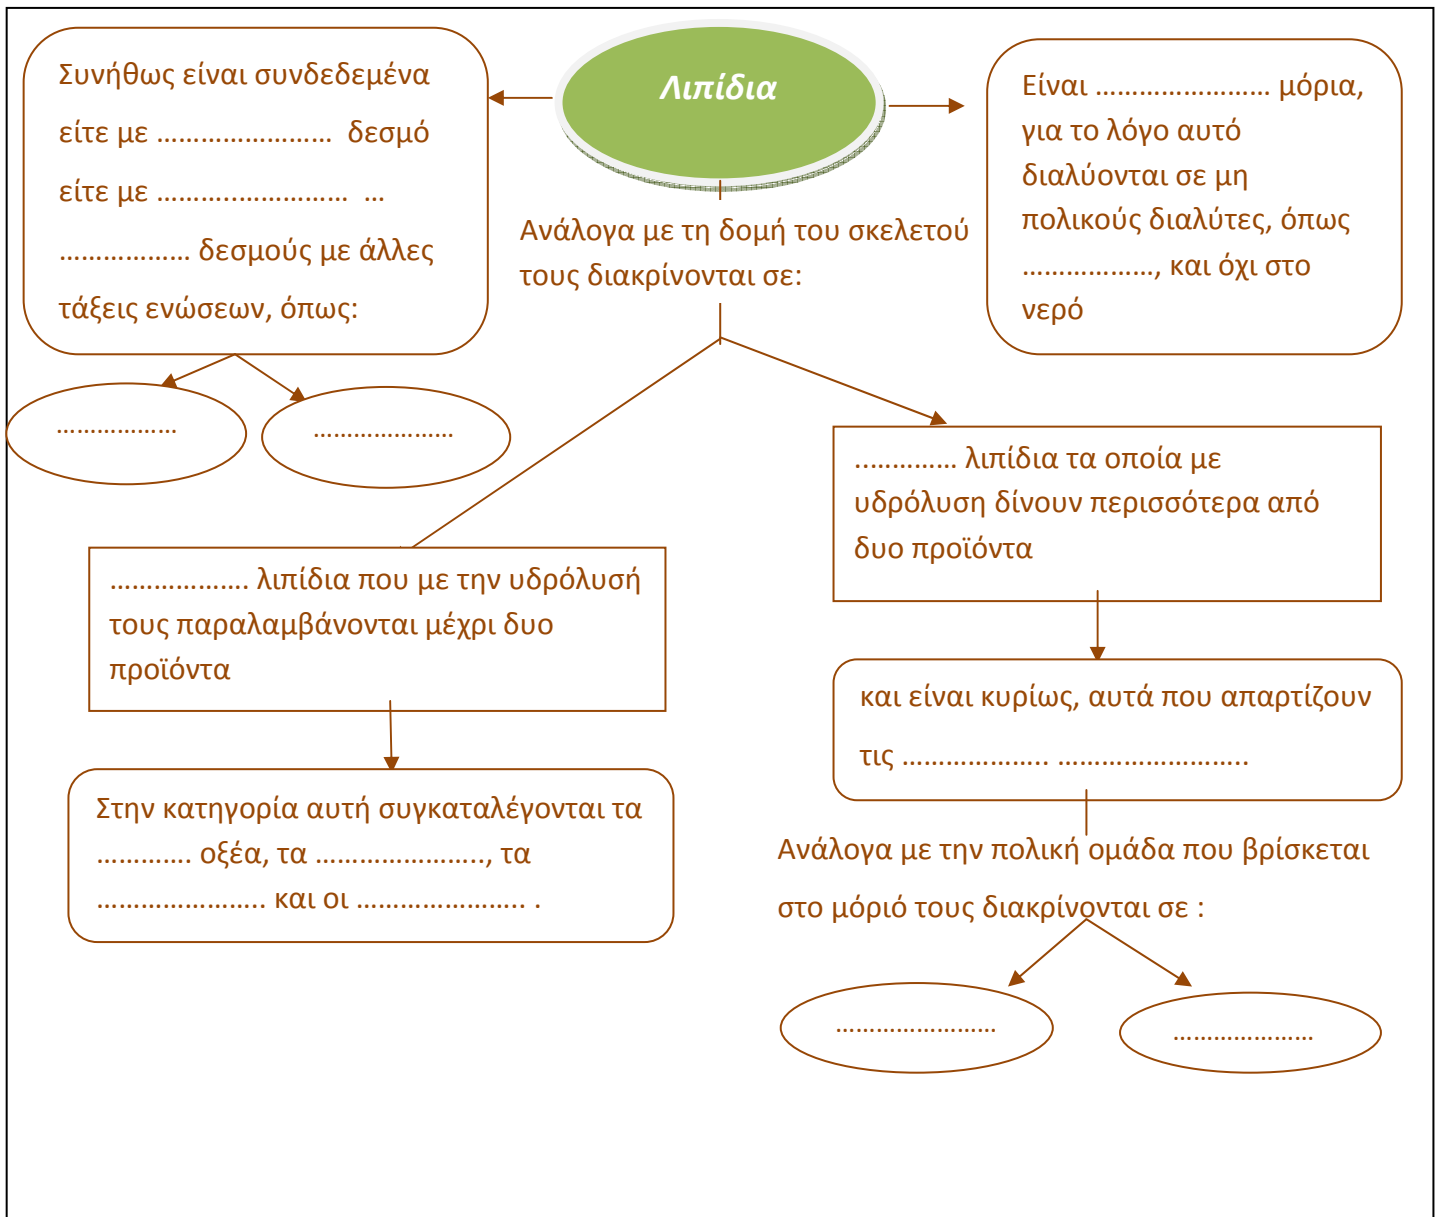 Λιπίδια
Συνήθως είναι συνδεδεμένα
είτε με ………………… δεσμό
είτε με ………..…………… …
……………. δεσμούς με άλλες
τάξεις ενώσεων, όπως:
………………
…………………
Είναι ………………… μόρια,
για το λόγο αυτό
διαλύονται σε μη
πολικούς διαλύτες, όπως
……………., και όχι στο
νερό
Ανάλογα με τη δομή του σκελετού
τους διακρίνονται σε:
…………. λιπίδια που με την υδρόλυσή
τους παραλαμβάνονται μέχρι δυο
προϊόντα
Στην κατηγορία αυτή συγκαταλέγονται τα
…………. οξέα, τα ………………….., τα
………………….. και οι ………………….. .
..………… λιπίδια τα οποία με
υδρόλυση δίνουν περισσότερα από
δυο προϊόντα
και είναι κυρίως, αυτά που απαρτίζουν
τις ……………….. ……………………..
Ανάλογα με την πολική ομάδα που βρίσκεται
στο μόριό τους διακρίνονται σε :
……………………
…………………